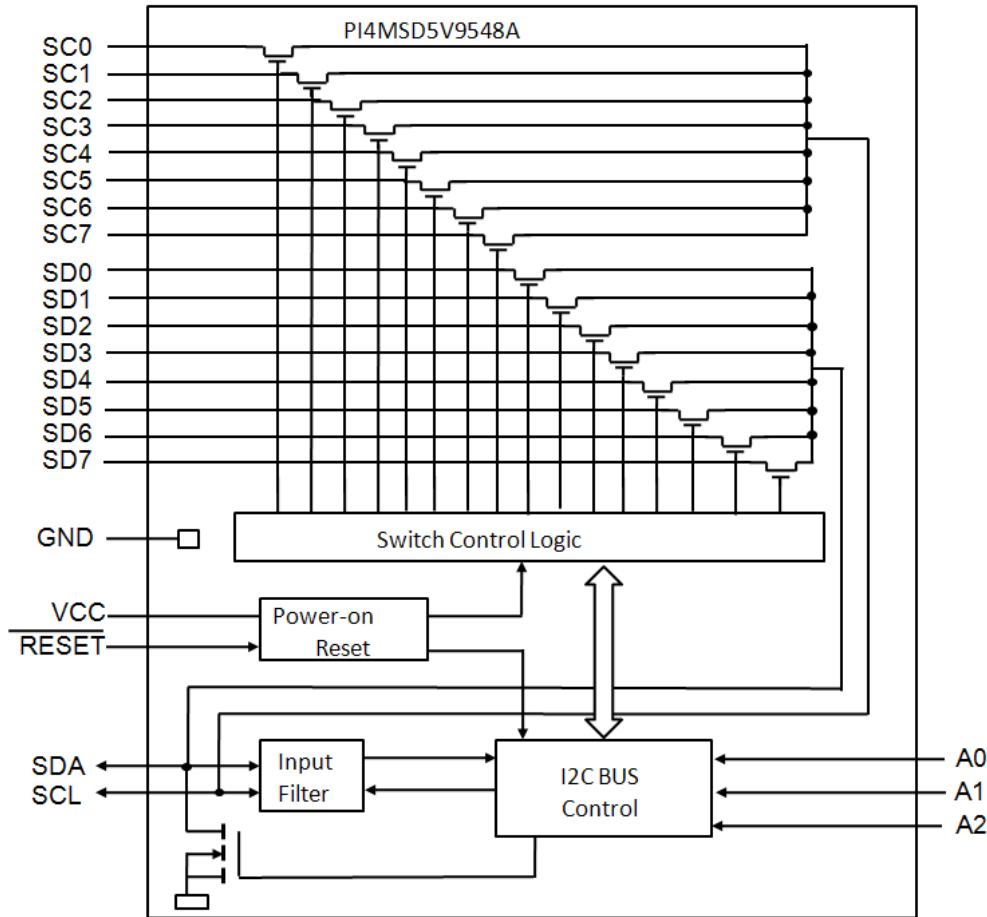 PI4MSD5V9548A
SC0
SC1
SC2
SC3
SC4
SC5
SC6
SC7
SD0
SD1
SD2
SD3
SD4
SD5
SD6
SD7
GND
Switch Control Logic
VCC
RESET
Power-on
Reset
SDA
SCL
Input
Filter
I2C BUS
Control
A0
A1
A2